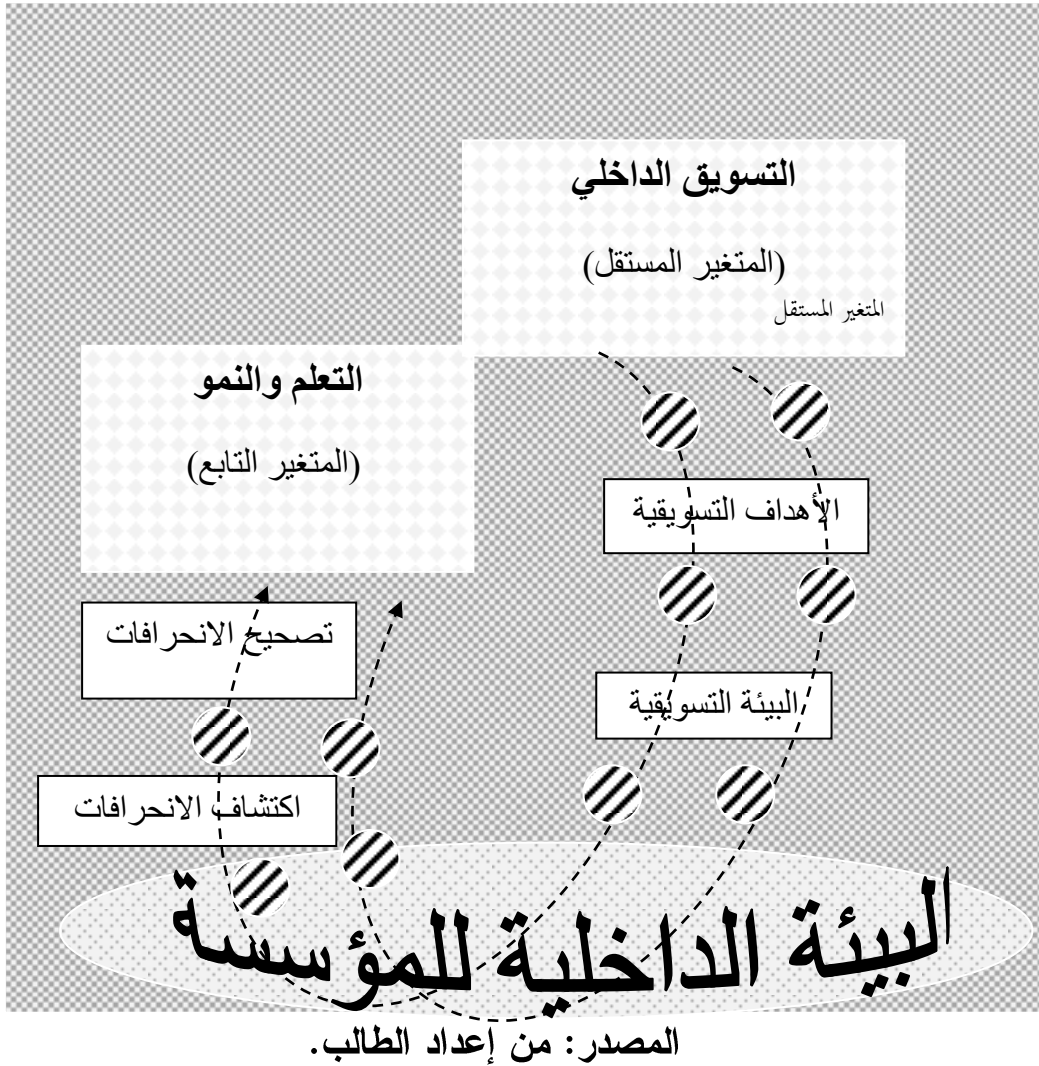 التسويق الداخلي
(المتغير المستقل)
المتغير المستقل
التعلم والنمو
(المتغير التابع)
الأهداف التسويقية
تصحيح الانحرافات
البيئة التسويقية
اكتشاف الانحرافات
البيئة الداخلية للمؤسسة
المصدر: من إعداد الطالب.